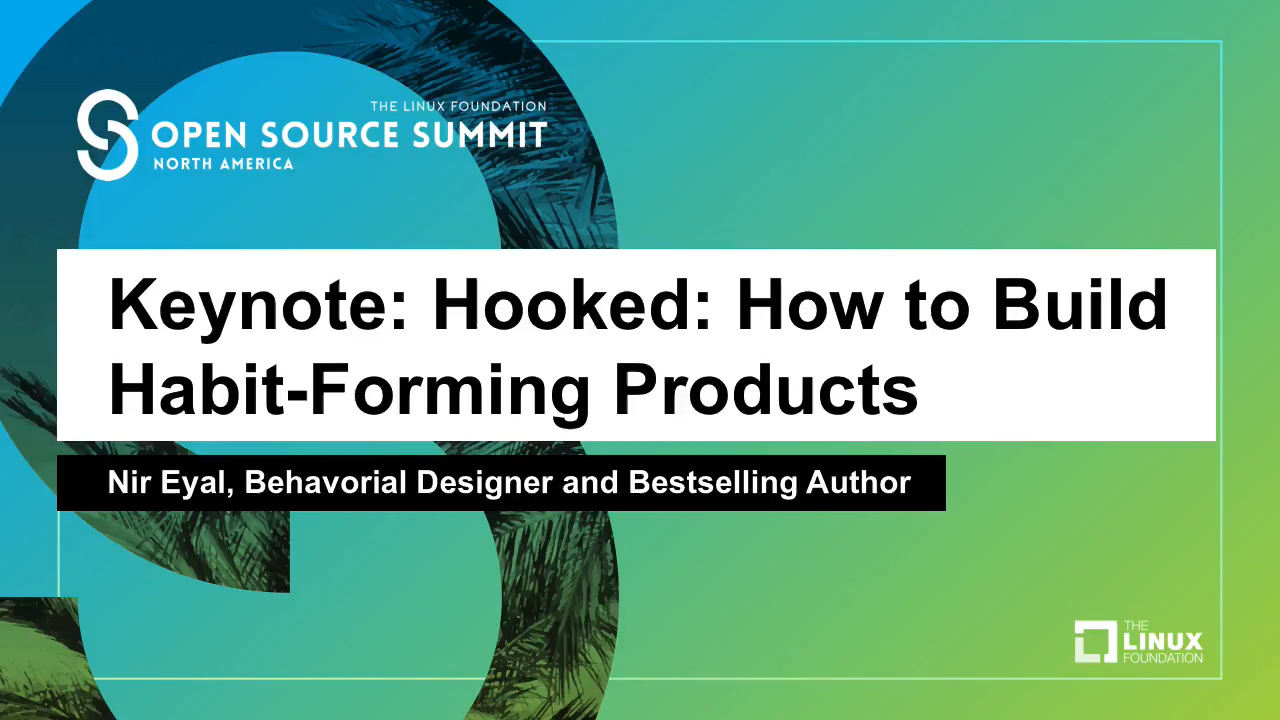 THE LINUX FOUNDATION
OPEN SOURCE SUMMIT
NORTH AMERICA
Keynote: Hooked: How to Build
Habit-Forming Products
Nir Eyal, Behavorial Designer and Bestselling Author
THE
LINUX
FOUNDATION